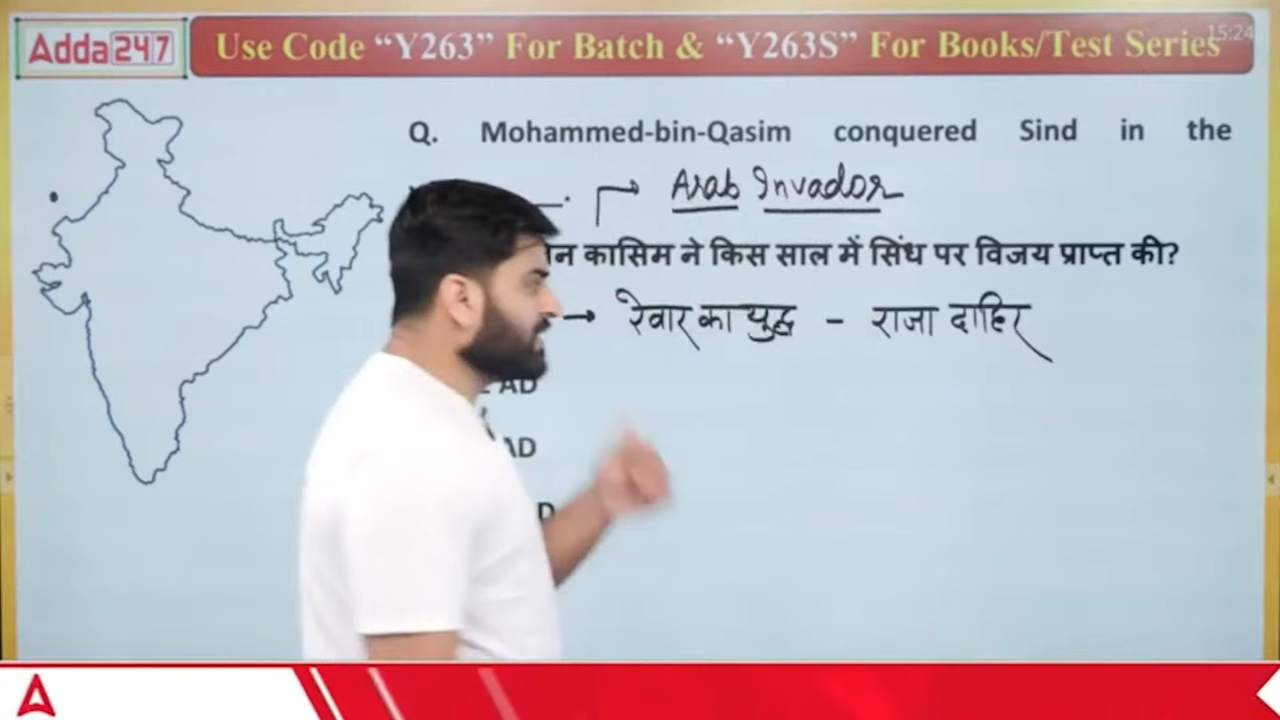 Adda247
Use Code “Y263” For Batch & “Y263S” For Books/Test Series
15:24
Q. Mohammed-bin-Qasim conquered Sind in the
Arab Invador
कासिम ने किस साल में सिंध पर विजय प्राप्त की?
रेवार का युद्ध - राजा दाहिर
AD
AD